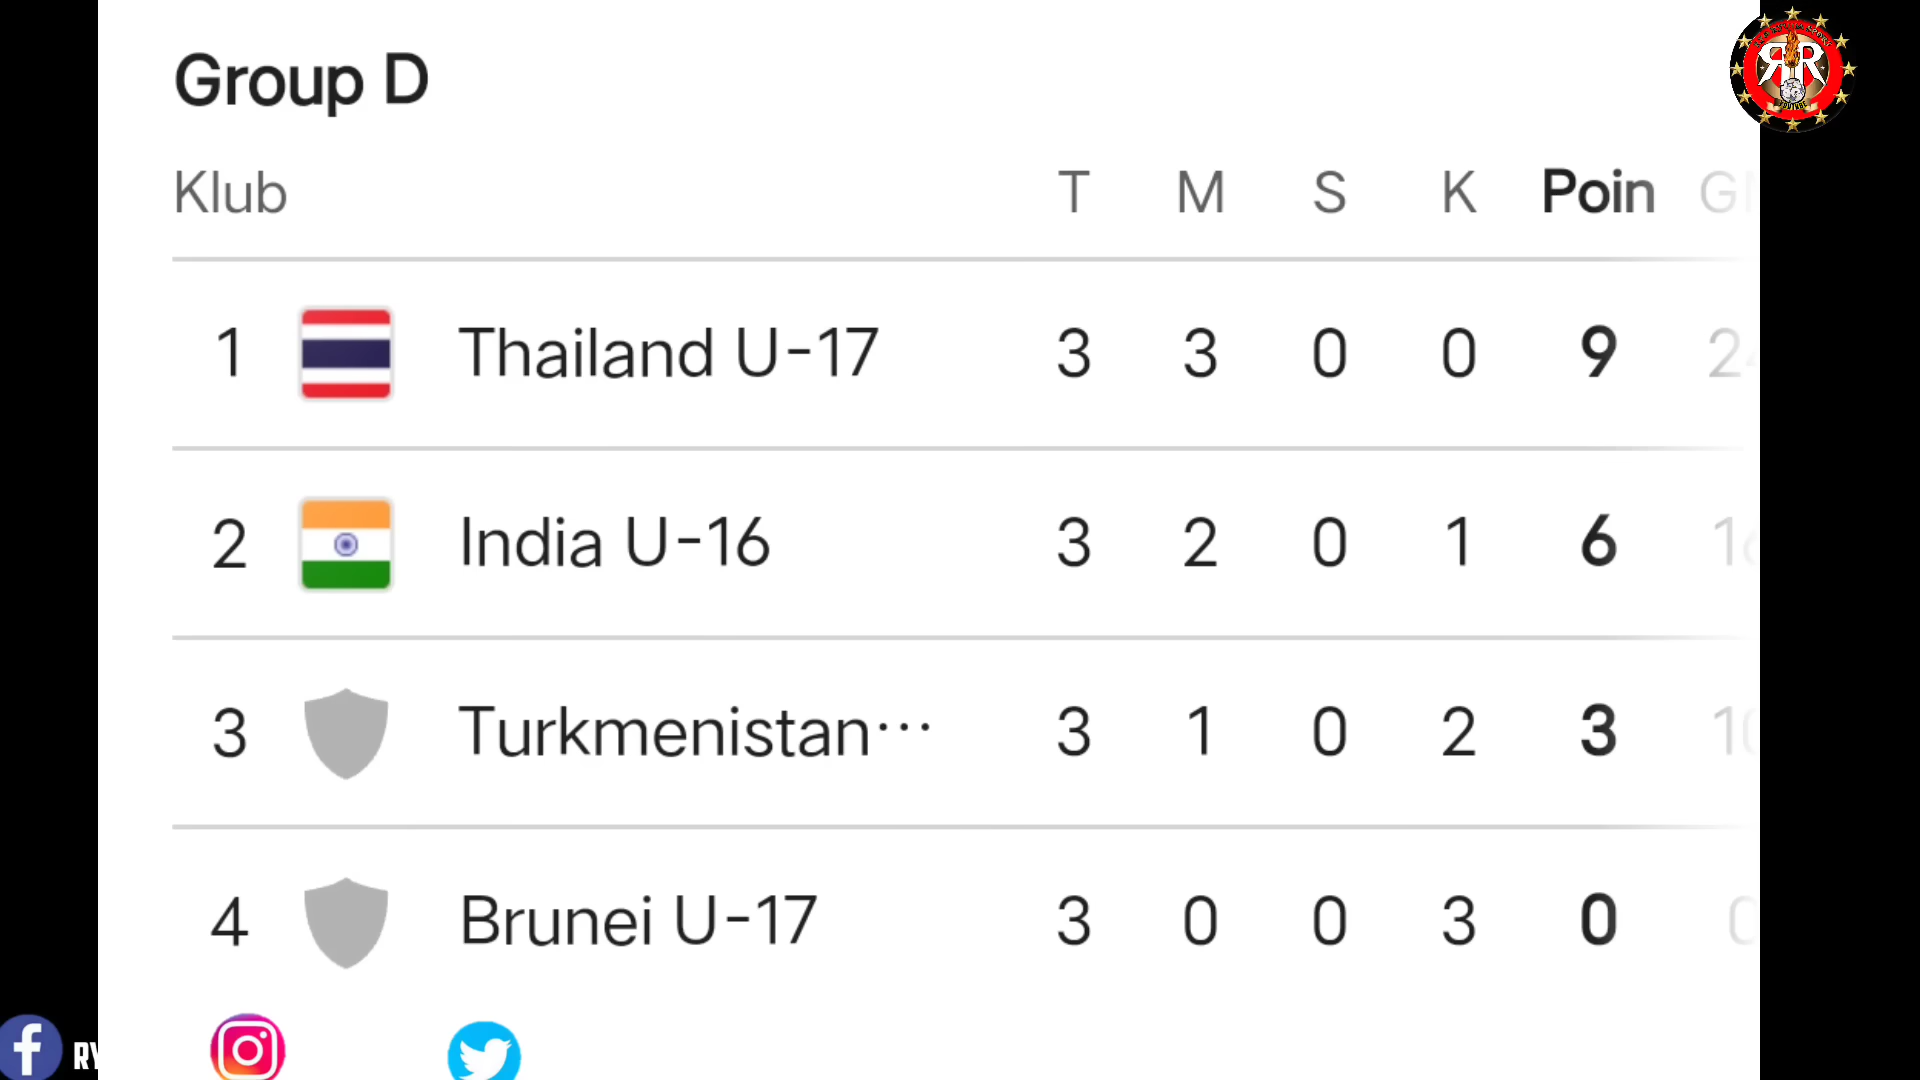 Group D
Klub T M S K Poin
1 Thailand U-17 3 3 0 0 9
2 India U-16 3 2 0 1 6
3 Turkmenistan··· 3 1 0 2 3
4 Brunei U-17 3 0 0 3 0
RY